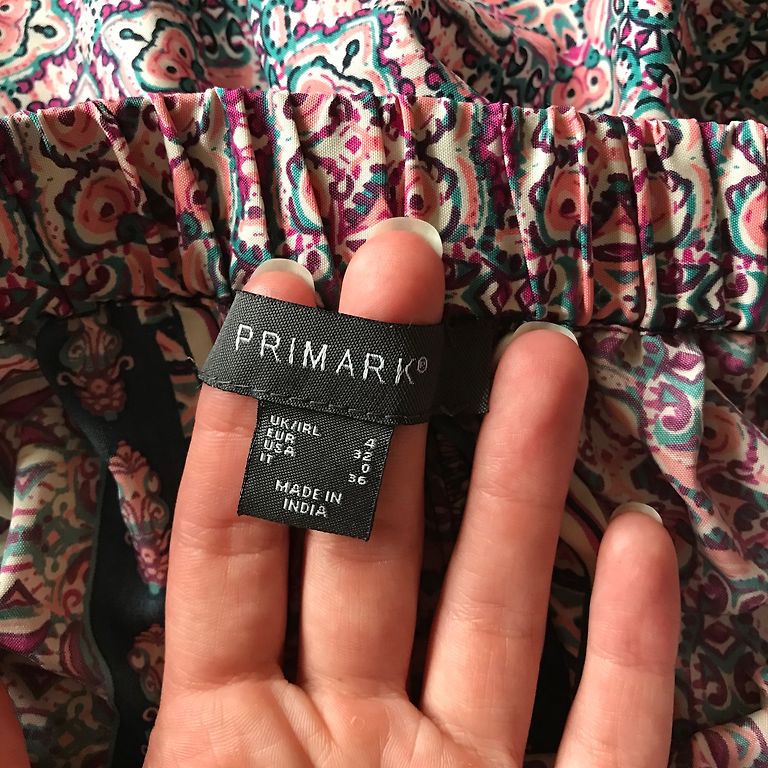 PRIMARK®
UK/IRL 4
EUR 32
USA 0
IT 36
MADE IN
INDIA